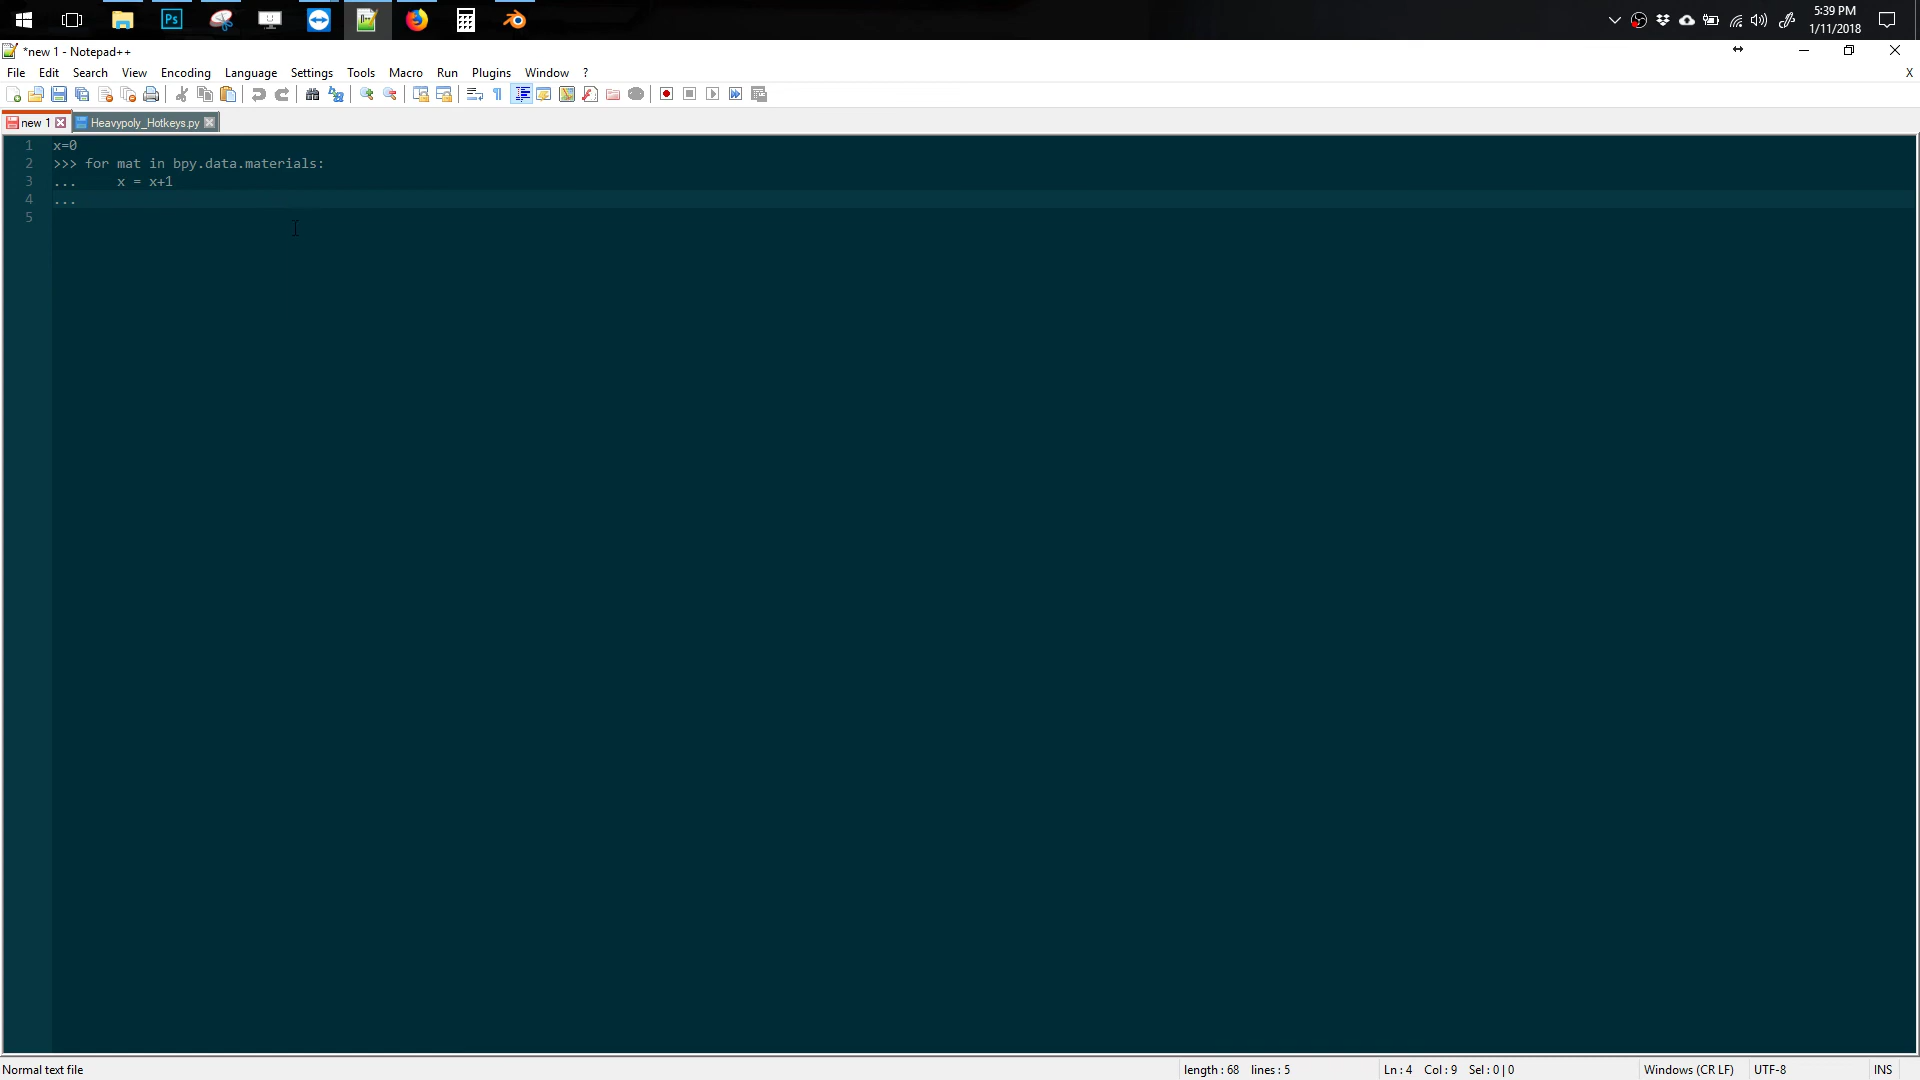 Ps
5:39 PM
1/11/2018
*new 1 - Notepad++
File Edit Search View Encoding Language Settings Tools Macro Run Plugins Window ? X
new 1 Heavypoly_Hotkeys.py
1 x=0
2 >>> for mat in bpy.data.materials:
3 ...     x = x+1
4 ...
5
Normal text file length : 68 lines : 5 Ln : 4 Col : 9 Sel : 0 | 0 Windows (CR LF) UTF-8 INS